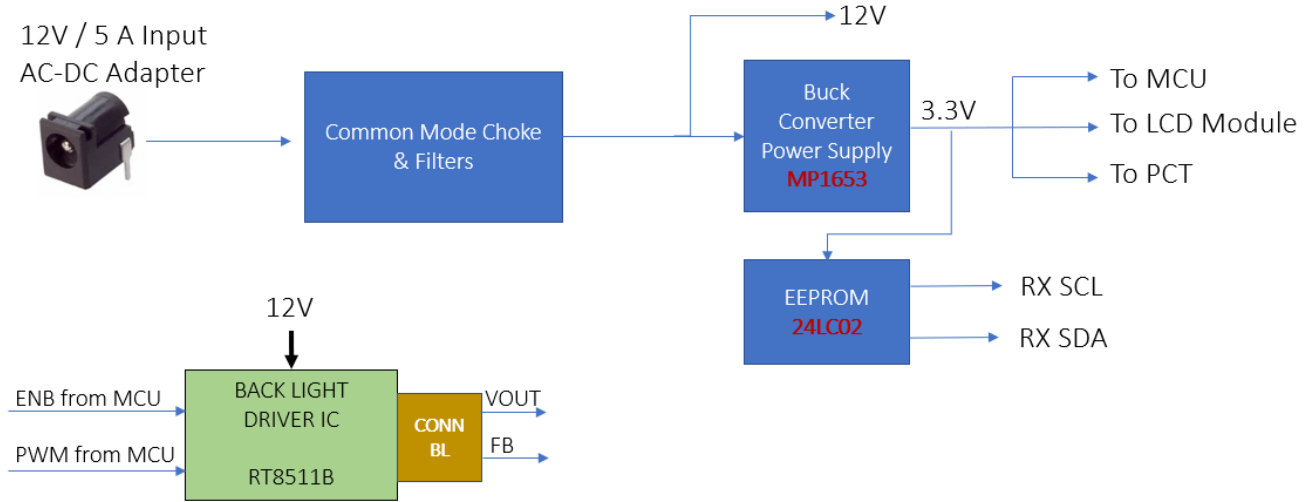 12V / 5 A Input
AC-DC Adapter
Common Mode Choke
& Filters
12V
Buck
Converter
Power Supply
MP1653
3.3V
To MCU
To LCD Module
To PCT
EEPROM
24LC02
RX SCL
RX SDA
12V
ENB from MCU
PWM from MCU
BACK LIGHT
DRIVER IC
RT8511B
CONN
BL
VOUT
FB